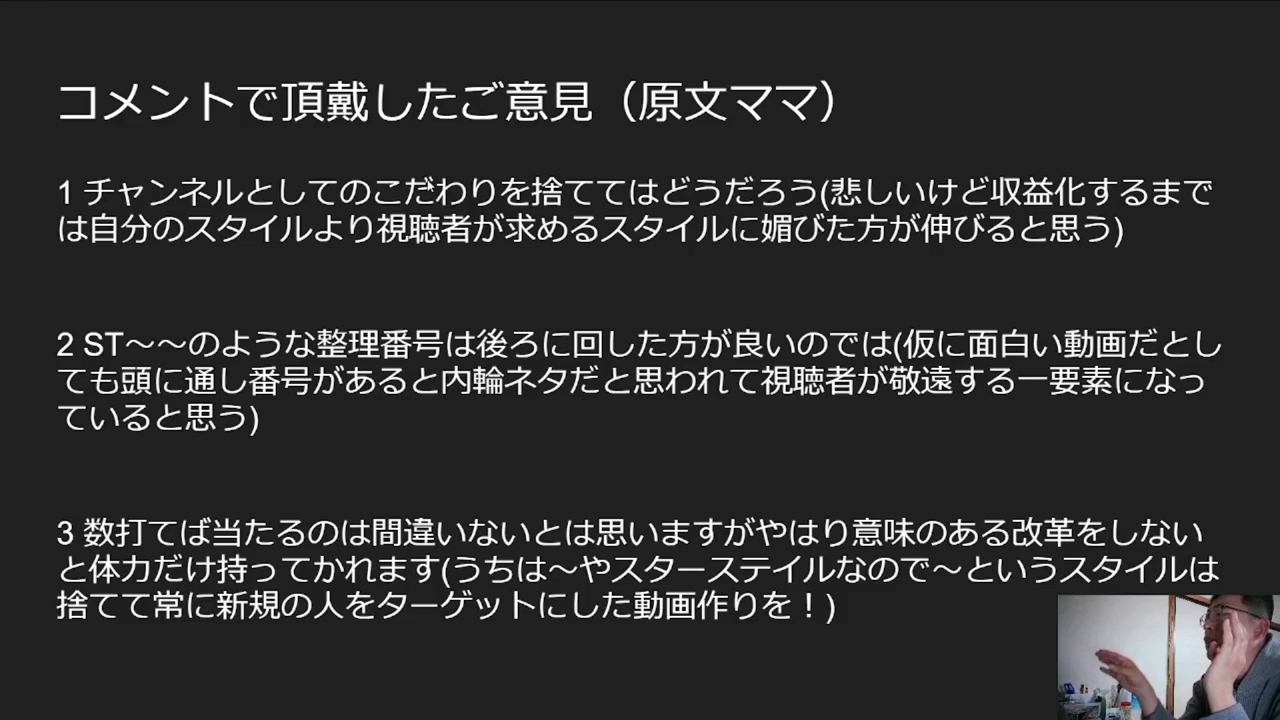 コメントで頂戴したご意見（原文ママ）
1 チャンネルとしてのこだわりを捨ててはどうだろう(悲しいけど収益化するまで
は自分のスタイルより視聴者が求めるスタイルに媚びた方が伸びると思う)
2 ST〜〜のような整理番号は後ろに回した方が良いのでは(仮に面白い動画だとし
ても頭に通し番号があると内輪ネタだと思われて視聴者が敬遠する一要素になっ
ていると思う)
3 数打てば当たるのは間違いないとは思いますがやはり意味のある改革をしない
と体力だけ持ってかれます(うちは〜やスターステイルなので〜というスタイルは
捨てて常に新規の人をターゲットにした動画作りを！)